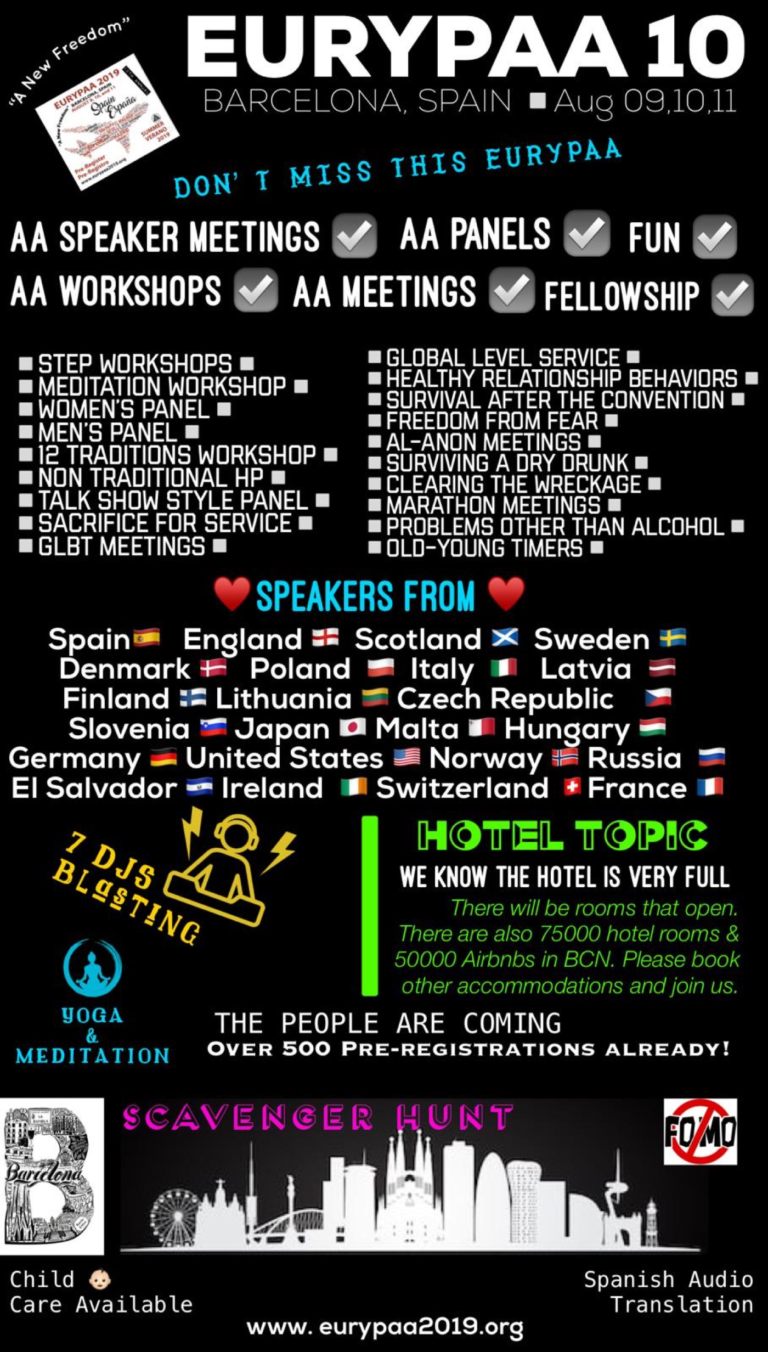 "A New Freedom"
EURYPAA 10
BARCELONA, SPAIN ■ Aug 09,10,11
EURYPAA 2019
BARCELONA, SPAIN
Spain
España
"A New Freedom"
SUMMER
VERANO
2019
Pre-Register
Pre-Registre
www.eurypaa2019.org
DON' T MISS THIS EURYPAA
AA SPEAKER MEETINGS ✔ AA PANELS ✔ FUN ✔
AA WORKSHOPS ✔ AA MEETINGS ✔ FELLOWSHIP ✔
■ STEP WORKSHOPS ■
■ MEDITATION WORKSHOP ■
■ WOMEN'S PANEL ■
■ MEN'S PANEL ■
■ 12 TRADITIONS WORKSHOP ■
■ NON TRADITIONAL HP ■
■ TALK SHOW STYLE PANEL ■
■ SACRIFICE FOR SERVICE ■
■ GLBT MEETINGS ■
■ GLOBAL LEVEL SERVICE ■
■ HEALTHY RELATIONSHIP BEHAVIORS ■
■ SURVIVAL AFTER THE CONVENTION ■
■ FREEDOM FROM FEAR ■
■ AL-ANON MEETINGS ■
■ SURVIVING A DRY DRUNK ■
■ CLEARING THE WRECKAGE ■
■ MARATHON MEETINGS ■
■ PROBLEMS OTHER THAN ALCOHOL ■
■ OLD-YOUNG TIMERS ■
SPEAKERS FROM
Spain England Scotland Sweden
Denmark Poland Italy Latvia
Finland Lithuania Czech Republic
Slovenia Japan Malta Hungary
Germany United States Norway Russia
El Salvador Ireland Switzerland France
7 DJS
BLASTING
HOTEL TOPIC
WE KNOW THE HOTEL IS VERY FULL
There will be rooms that open.
There are also 75000 hotel rooms &
50000 Airbnbs in BCN. Please book
other accommodations and join us.
YOGA
&
MEDITATION
THE PEOPLE ARE COMING
OVER 500 PRE-REGISTRATIONS ALREADY!
Barcelona
SCAVENGER HUNT
FOMO
Child
Care Available
Spanish Audio
Translation
www. eurypaa2019.org